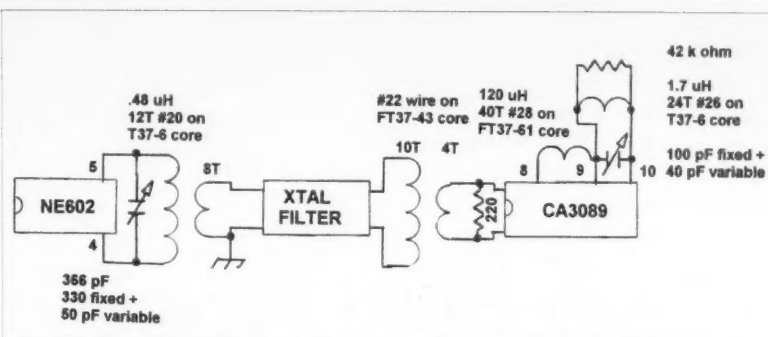 42 k ohm
.48 uH
12T #20 on
T37-6 core
#22 wire on
FT37-43 core
120 uH
40T #28 on
FT37-61 core
1.7 uH
24T #26 on
T37-6 core
100 pF fixed +
40 pF variable
5
8T
10T
4T
8
9
10
NE602
XTAL
FILTER
220
CA3089
4
366 pF
330 fixed +
50 pF variable